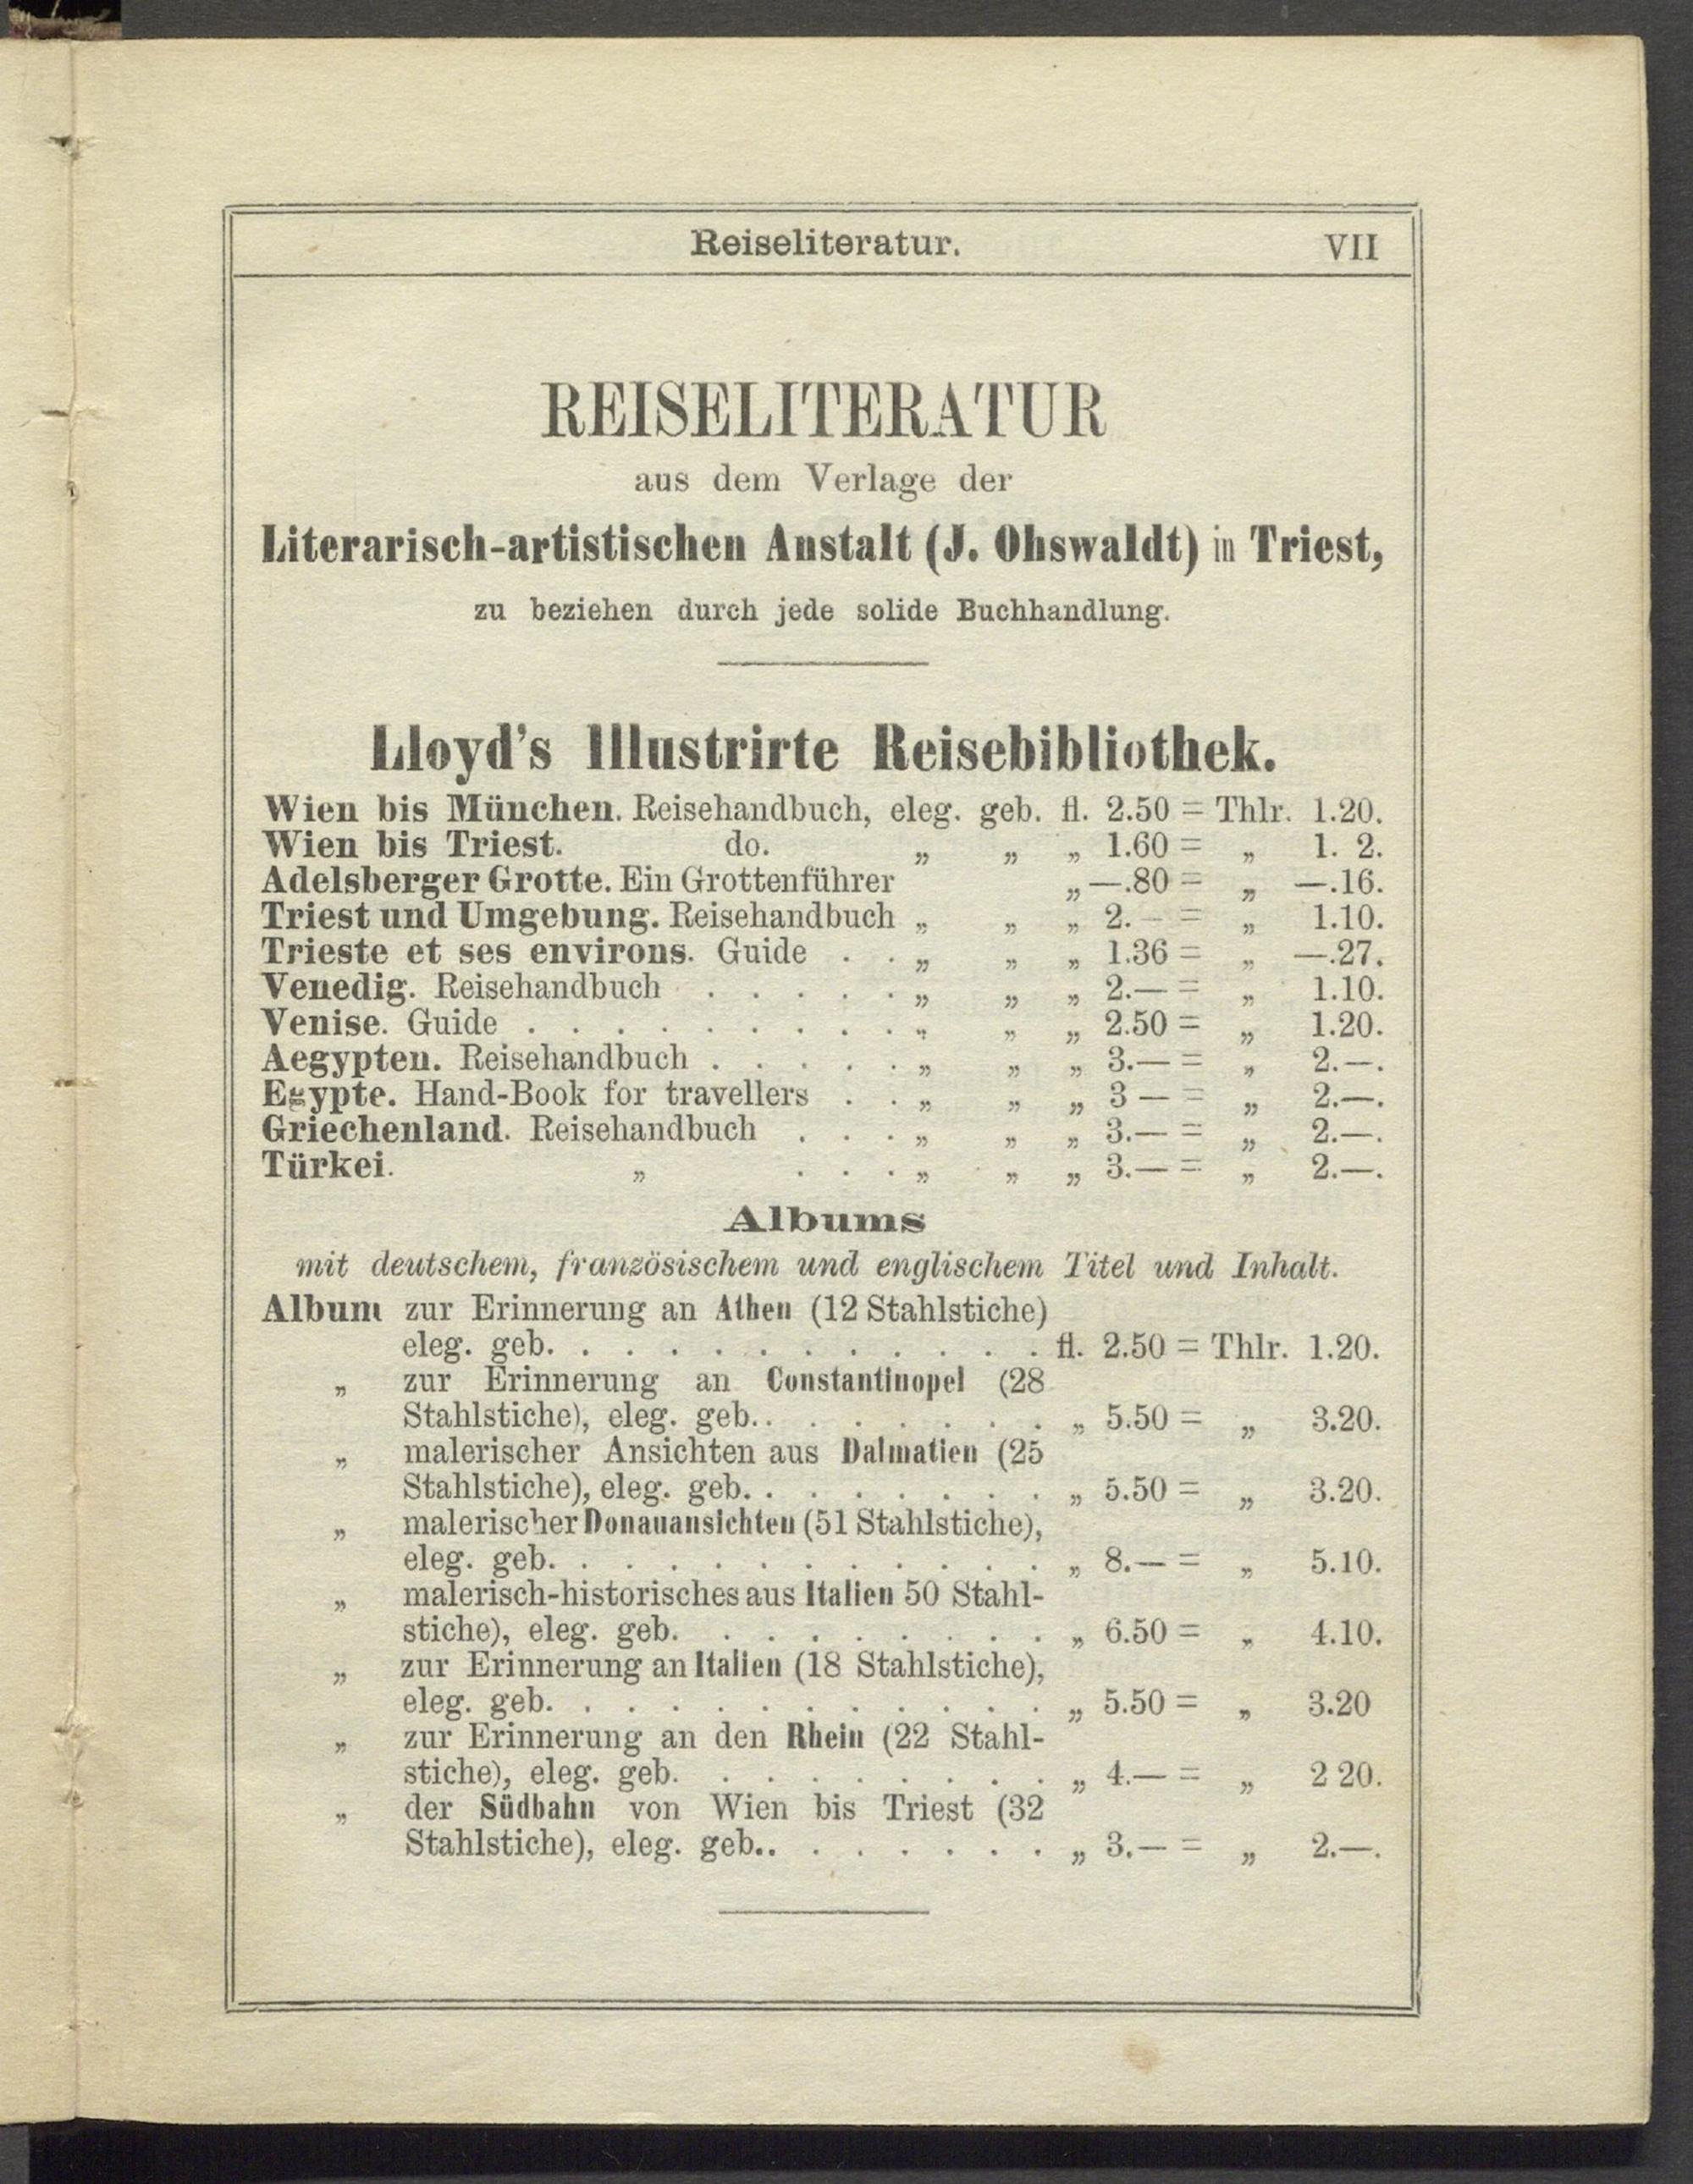 Reiseliteratur. VII
REISELITERATUR
aus dem Verlage der
Literarisch-artistischen Anstalt (J. Ohswaldt) in Triest,
zu beziehen durch jede solide Buchhandlung.
Lloyd's Illustrirte Reisebibliothek.
Wien bis München. Reisehandbuch, eleg. geb. fl. 2.50 = Thlr. 1.20.
Wien bis Triest. do. „ „ „ 1.60 = „ 1. 2.
Adelsberger Grotte. Ein Grottenführer „ —.80 = „ —.16.
Triest und Umgebung. Reisehandbuch „ „ „ 2.— = „ 1.10.
Trieste et ses environs. Guide . . „ „ „ 1.36 = „ —.27.
Venedig. Reisehandbuch . . . . . „ „ „ 2.— = „ 1.10.
Venise. Guide . . . . . . . . . „ „ „ 2.50 = „ 1.20.
Aegypten. Reisehandbuch . . . . . „ „ „ 3.— = „ 2.—.
Egypte. Hand-Book for travellers . . „ „ „ 3 — = „ 2.—.
Griechenland. Reisehandbuch . . . „ „ „ 3.— = „ 2.—.
Türkei. „ . . . „ „ „ 3.— = „ 2.—.
Albums
mit deutschem, französischem und englischem Titel und Inhalt.
Album zur Erinnerung an Athen (12 Stahlstiche)
eleg. geb. . . . . . . . . . . . fl. 2.50 = Thlr. 1.20.
„ zur Erinnerung an Constantinopel (28
Stahlstiche), eleg. geb. . . . . . . . „ 5.50 = „ 3.20.
„ malerischer Ansichten aus Dalmatien (25
Stahlstiche), eleg. geb. . . . . . . . „ 5.50 = „ 3.20.
„ malerischer Donauansichten (51 Stahlstiche),
eleg. geb. . . . . . . . . . . . „ 8.— = „ 5.10.
„ malerisch-historisches aus Italien 50 Stahl-
stiche), eleg. geb. . . . . . . . . „ 6.50 = „ 4.10.
„ zur Erinnerung an Italien (18 Stahlstiche),
eleg. geb. . . . . . . . . . . . „ 5.50 = „ 3.20
„ zur Erinnerung an den Rhein (22 Stahl-
stiche), eleg. geb. . . . . . . . . „ 4.— = „ 2 20.
„ der Südbahn von Wien bis Triest (32
Stahlstiche), eleg. geb.. . . . . . . „ 3.— = „ 2.—.